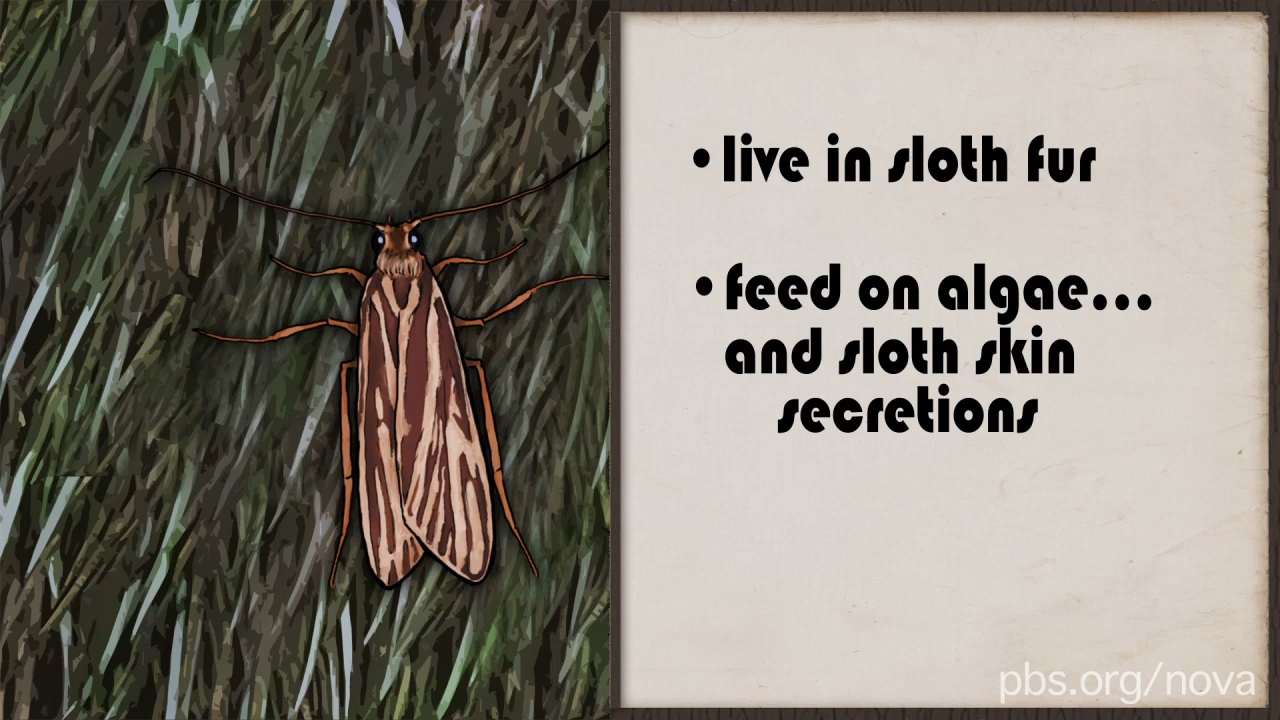 •live in sloth fur
•feed on algae...
and sloth skin
secretions
pbs.org/nova